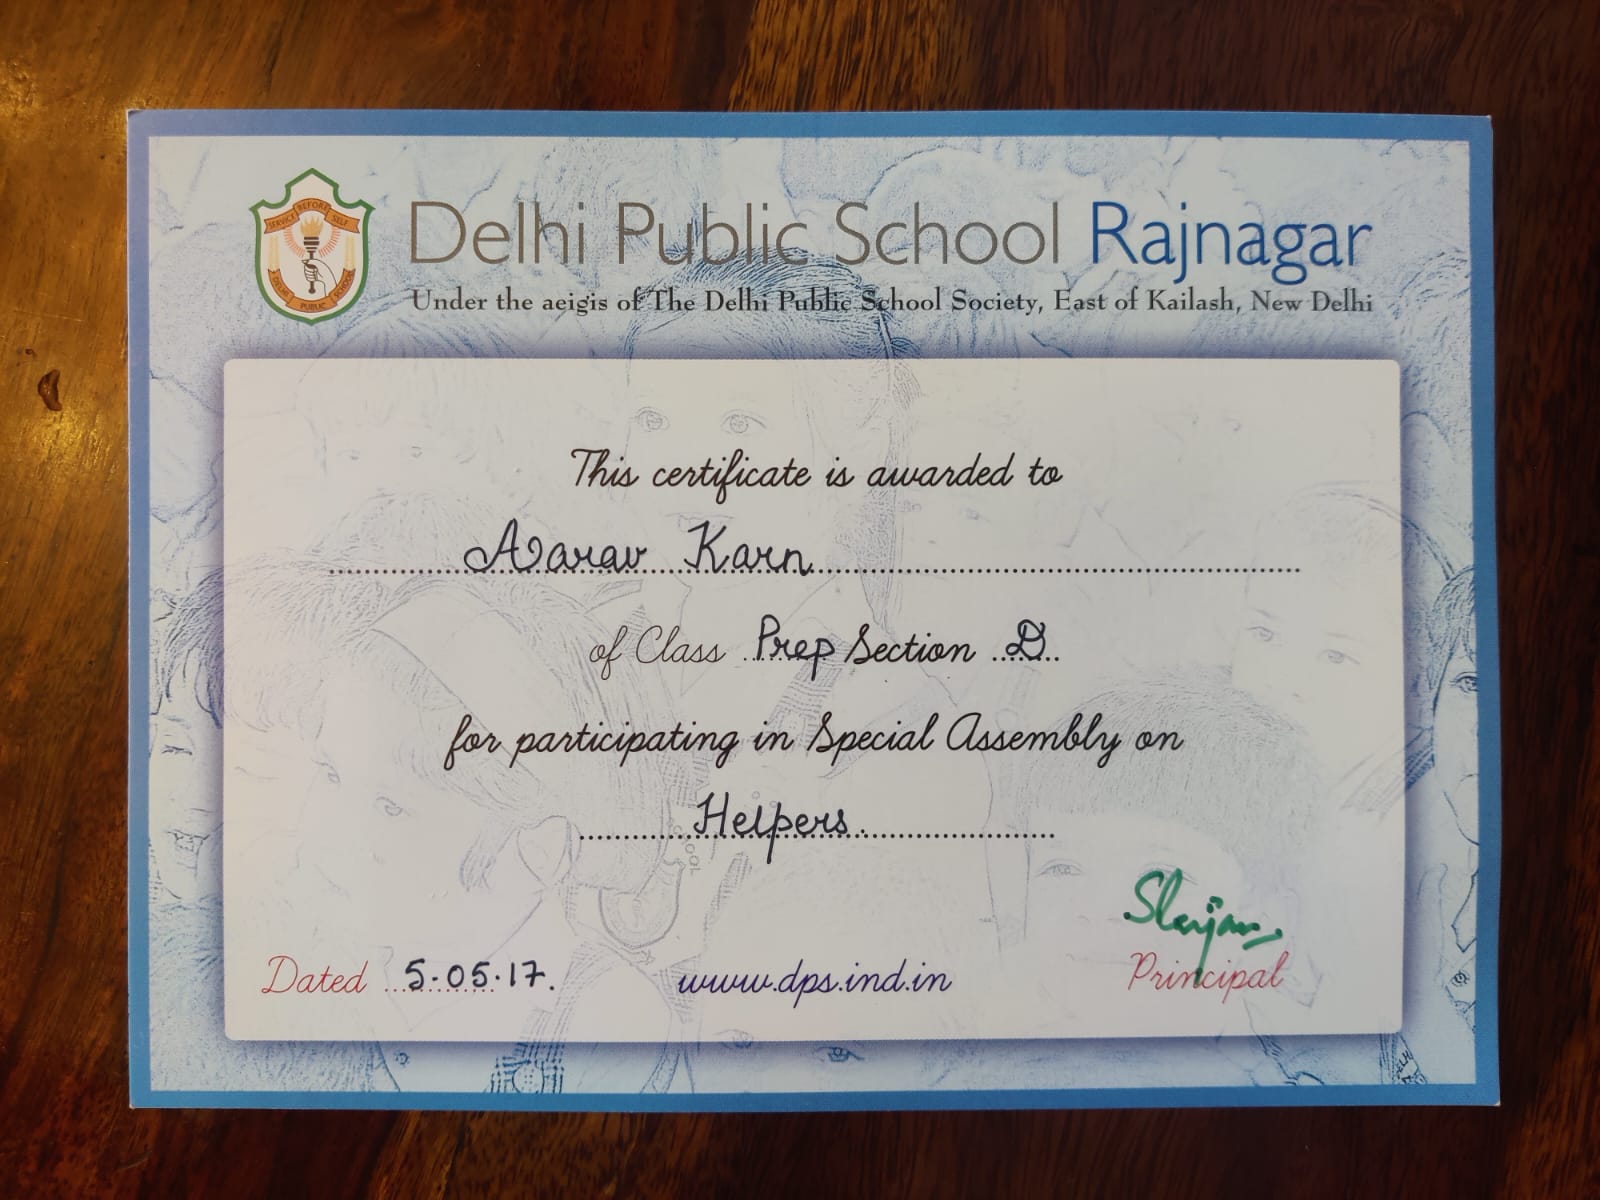 SERVICE BEFORE SELF
DELHI PUBLIC SCHOOL
Delhi Public School Rajnagar
Under the aeigis of The Delhi Public School Society, East of Kailash, New Delhi
This certificate is awarded to
Aarav Karn
of Class Prep Section D
for participating in Special Assembly on
Helpers.
Dated 5.05.17.
www.dps.ind.in
Principal